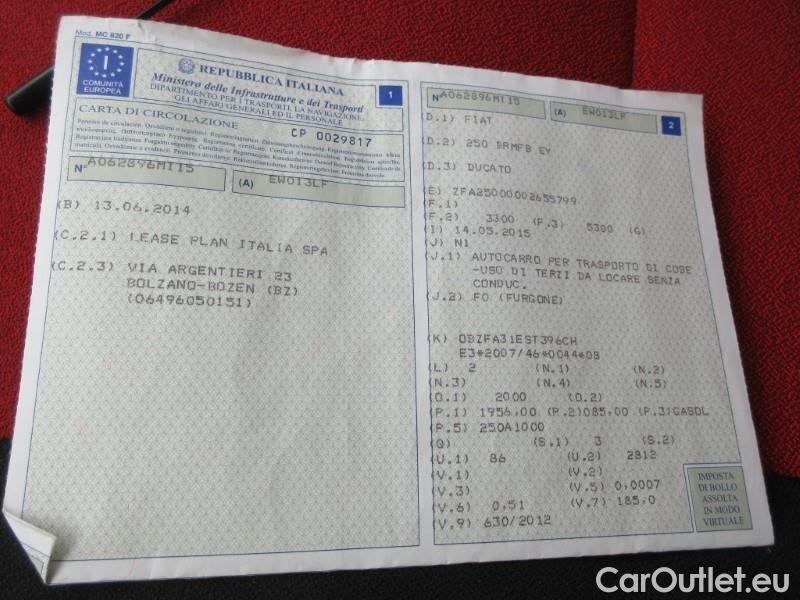 Mod. MC 820 F
I
COMUNITÀ
EUROPEA
REPUBBLICA ITALIANA
Ministero delle Infrastrutture e dei Trasporti
DIPARTIMENTO PER I TRASPORTI, LA NAVIGAZIONE,
GLI AFFARI GENERALI ED IL PERSONALE
1
CARTA DI CIRCOLAZIONE
CP 0029817
N° A062896MI15
(A) EW013LF
(B) 13.06.2014
(C.2.1) LEASE PLAN ITALIA SPA
(C.2.3) VIA ARGENTIERI 23
BOLZANO-BOZEN (BZ)
(06496050151)
N° A062896MI15
(A) EW013LF
2
(D.1) FIAT
(D.2) 250 BRMFB EY
(D.3) DUCATO
(E) ZFA25000002655799
(F.1)
(F.2) 3300 (F.3) 5300 (G)
(I) 14.05.2015
(J) N1
(J.1) AUTOCARRO PER TRASPORTO DI COSE
-USO DI TERZI DA LOCARE SENZA
CONDUC.
(J.2) F0 (FURGONE)
(K) OBZFA31EST396CH
E3*2007/46*0044*08
(L) 2 (N.1) (N.2)
(N.3) (N.4) (N.5)
(O.1) 2000 (O.2)
(P.1) 1956,00 (P.2)085,00 (P.3)GASOL
(P.5) 250A1000
(Q) (S.1) 3 (S.2)
(U.1) 86 (U.2) 2812
(V.1) (V.2)
(V.3) (V.5) 0,0007
(V.6) 0,51 (V.7) 185,0
(V.9) 630/2012
IMPOSTA
DI BOLLO
ASSOLTA
IN MODO
VIRTUALE
CarOutlet.eu